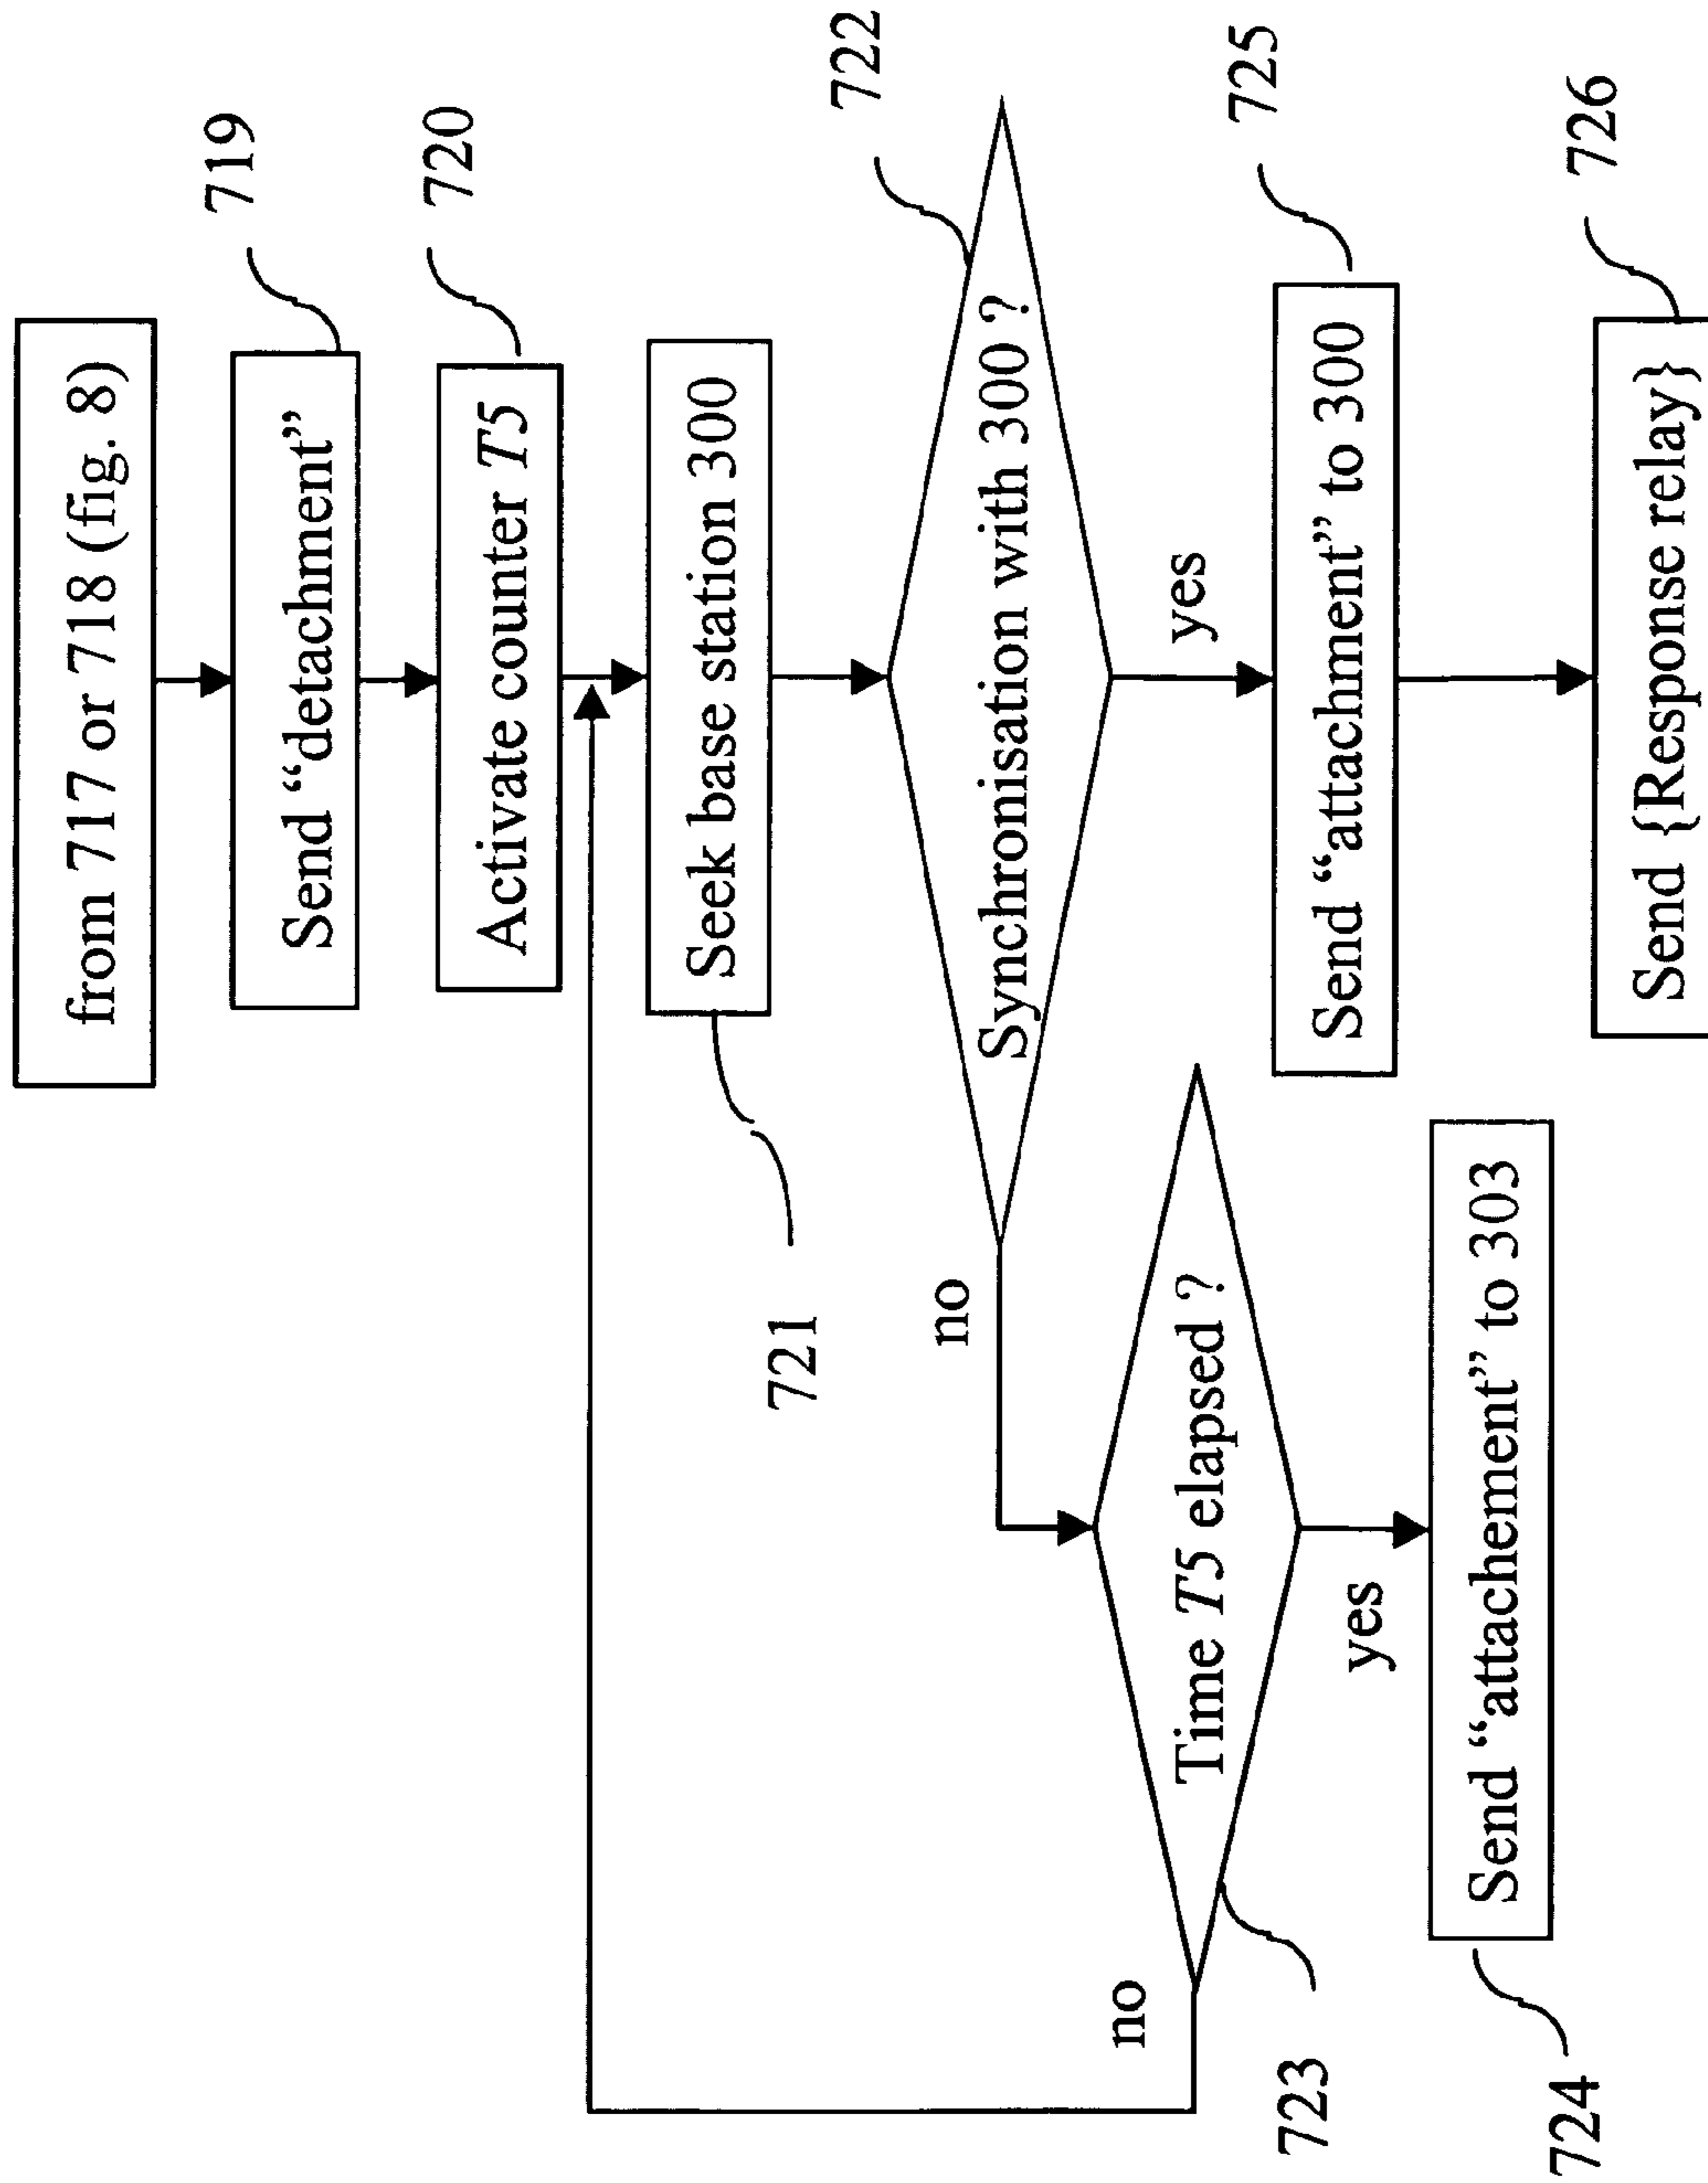 from 717 or 718 (fig. 8)
Send “detachment”
719
Activate counter T5
720
Seek base station 300
721
Synchronisation with 300 ?
722
no
yes
Time T5 elapsed ?
723
no
yes
Send “attachement” to 303
724
Send “attachment” to 300
725
Send {Response relay}
726